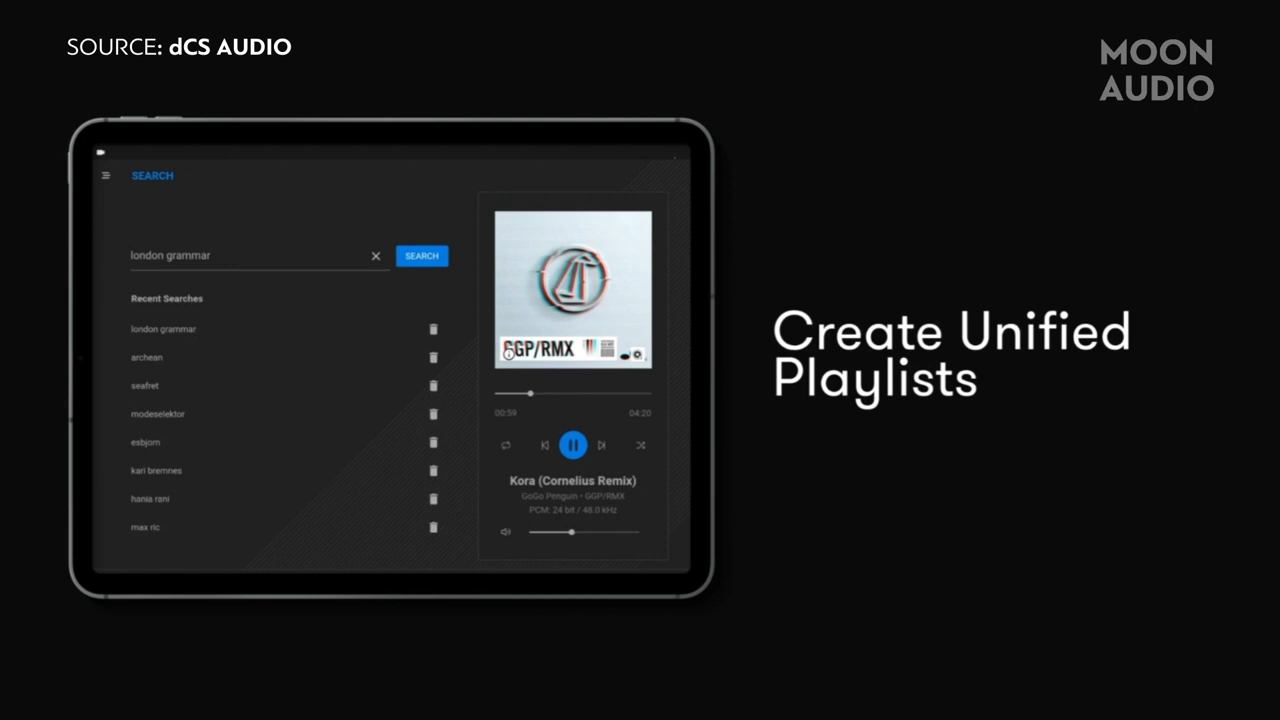 SOURCE: dCS AUDIO
MOON
AUDIO
SEARCH
london grammar
SEARCH
Recent Searches
london grammar
archean
seafret
modeselektor
esbjorn
kari bremnes
hania rani
max ric
GGP/RMX
00:59
04:20
Kora (Cornelius Remix)
GoGo Penguin • GGP/RMX
PCM: 24 bit / 48.0 kHz
Create Unified
Playlists